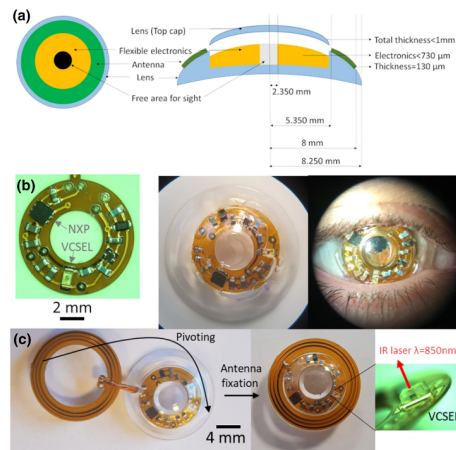 (a)
Lens (Top cap)
Flexible electronics
Antenna
Lens
Free area for sight
Total thickness<1mm
Electronics<730 µm
Thickness=130 µm
2.350 mm
5.350 mm
8 mm
8.250 mm
(b)
NXP
VCSEL
2 mm
(c)
Pivoting
Antenna
fixation
4 mm
IR laser λ=850nm
VCSEL